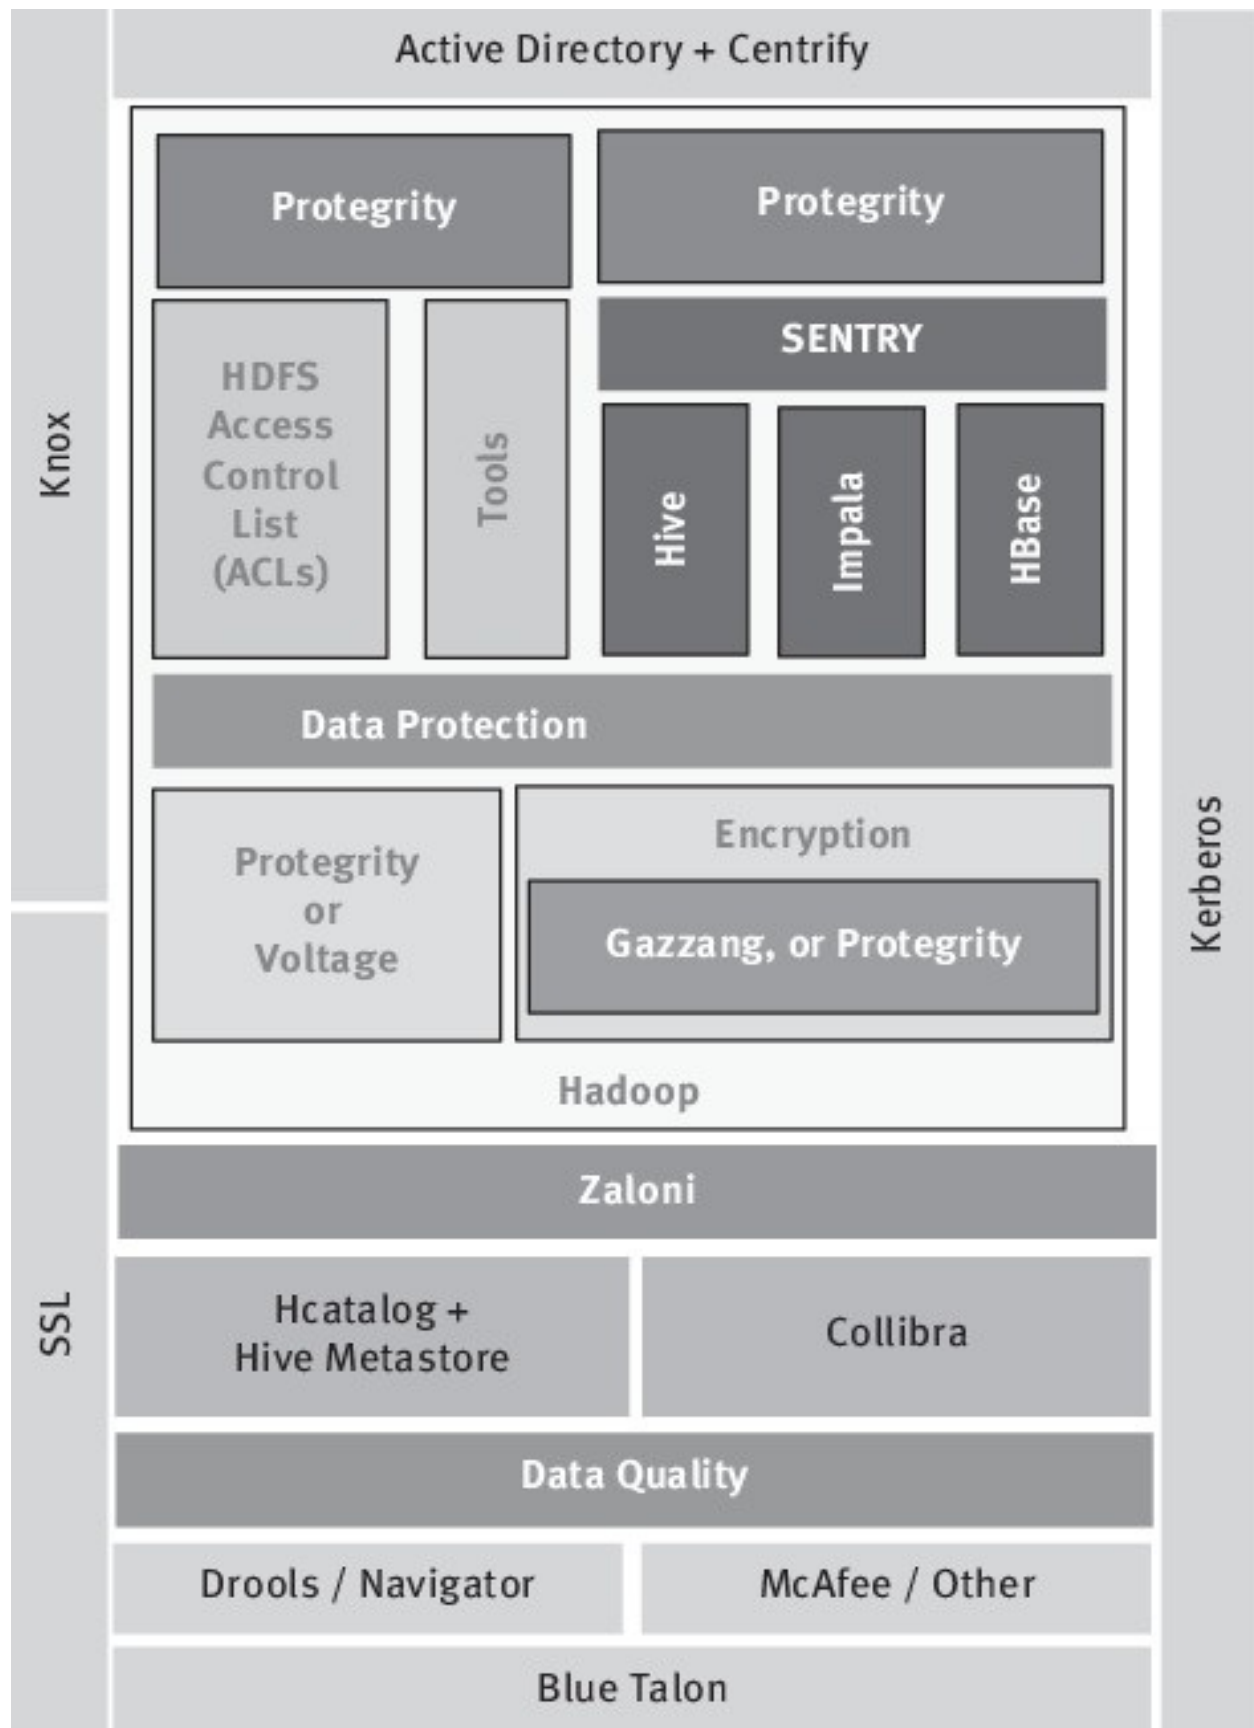 Active Directory + Centrify
Knox
Protegrity
Protegrity
HDFS
Access
Control
List
(ACLs)
Tools
SENTRY
Hive
Impala
HBase
Data Protection
Protegrity
or
Voltage
Encryption
Gazzang, or Protegrity
Hadoop
Kerberos
SSL
Zaloni
Hcatalog +
Hive Metastore
Collibra
Data Quality
Drools / Navigator
McAfee / Other
Blue Talon